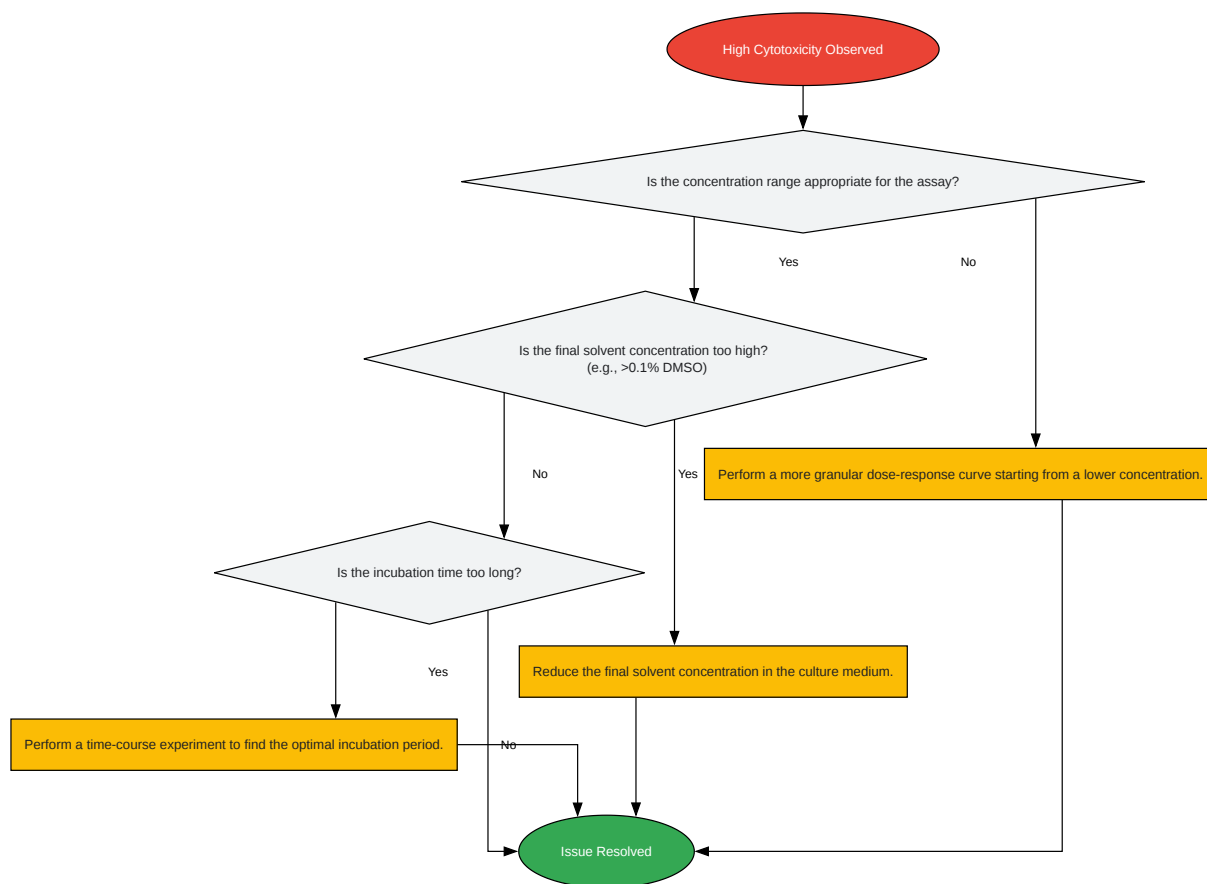 High Cytotoxicity Observed
Is the concentration range appropriate for the assay?
Yes
No
Is the final solvent concentration too high?
(e.g., >0.1% DMSO)
No
Yes
Perform a more granular dose-response curve starting from a lower concentration.
Is the incubation time too long?
Yes
Reduce the final solvent concentration in the culture medium.
Perform a time-course experiment to find the optimal incubation period.
No
Issue Resolved